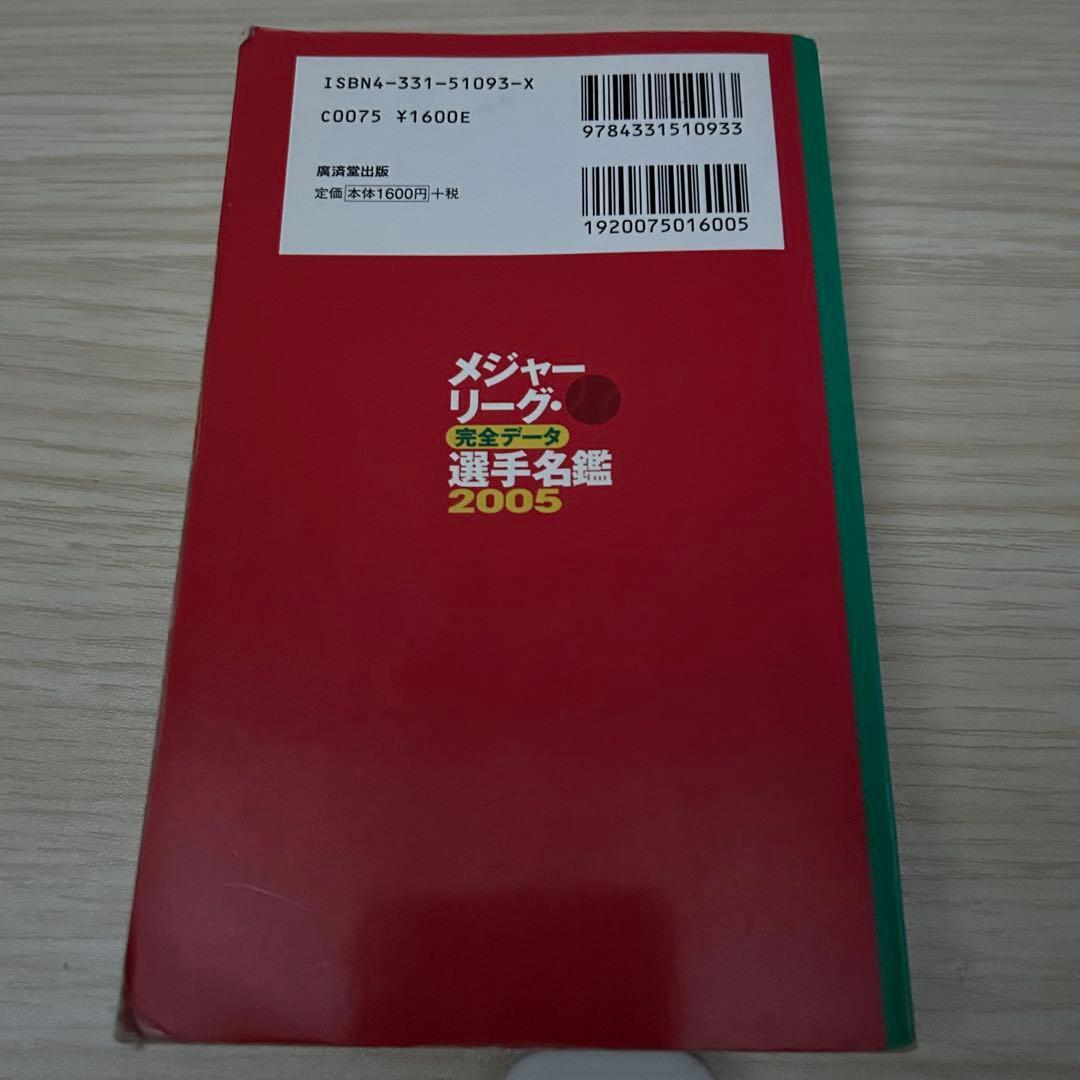 ISBN4-331-51093-X
C0075 ¥1600E
9784331510933
廣済堂出版
定価 本体1600円+税
1920075016005
メジャー
リーグ・
完全データ
選手名鑑
2005